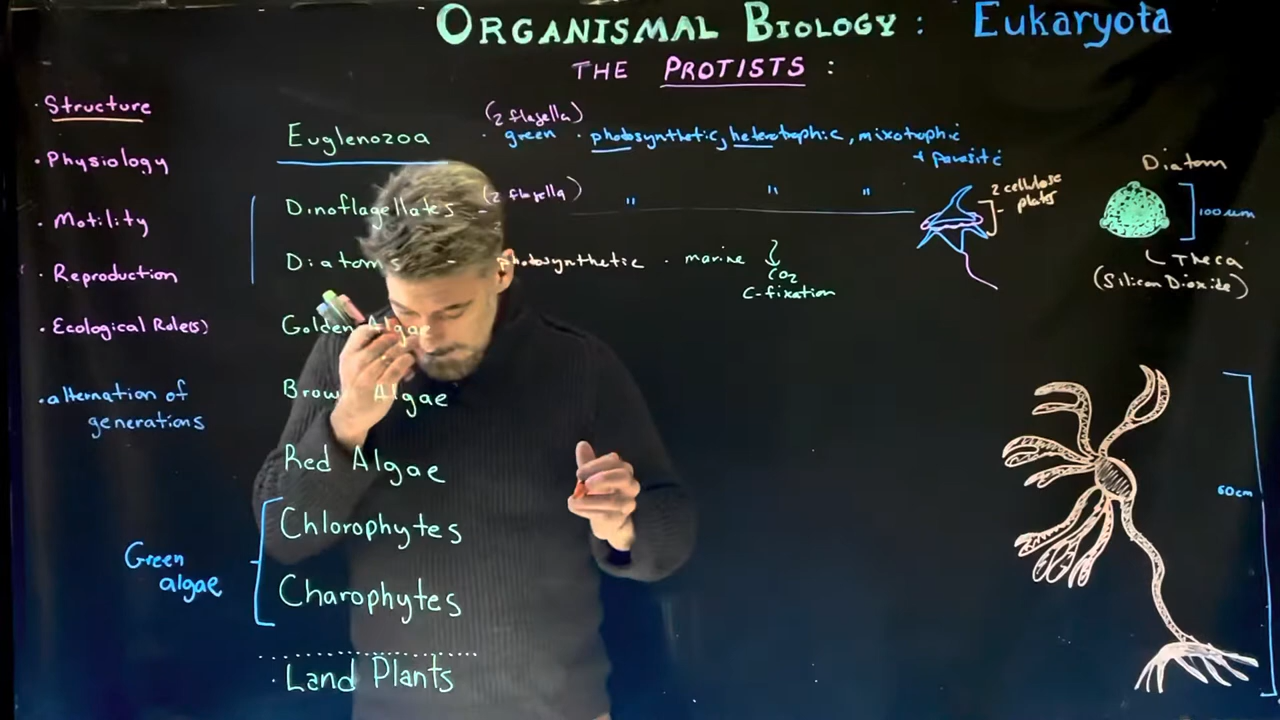 ORGANISMAL BIOLOGY: Eukaryota
THE PROTISTS:
· Structure
· Physiology
· Motility
· Reproduction
· Ecological Role(s)
· alternation of
generations
Green
algae
Euglenozoa
(2 flagella)
· green · photosynthetic, heterotrophic, mixotrophic
+ parasitic
Dinoflagellates
(2 flagella)
" " "
2 cellulose
plates
Diatoms - photosynthetic · marine
CO2
C-fixation
Golden Algae
Brown Algae
Red Algae
Chlorophytes
Charophytes
· Land Plants
Diatom
100 um
Theca
(Silicon Dioxide)
60cm